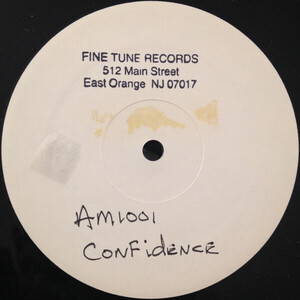 FINE TUNE RECORDS
512 Main Street
East Orange NJ 07017
AM1001
CONFiDENCE